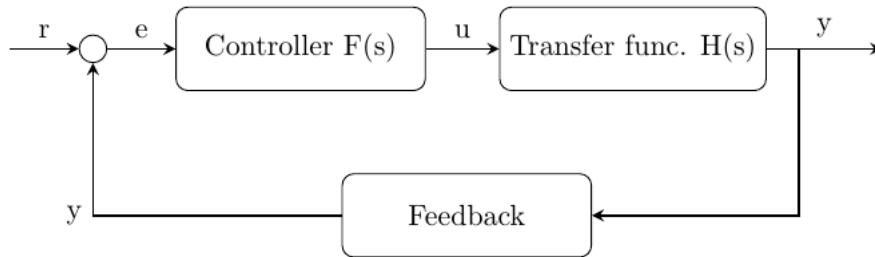 r
e
Controller F(s)
u
Transfer func. H(s)
y
y
Feedback